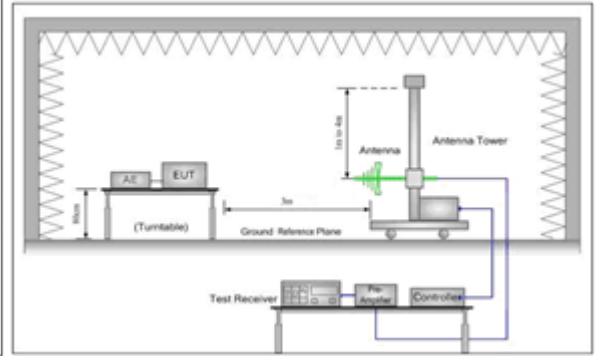 1m to 4m
Antenna
Antenna Tower
AE
EUT
80cm
3m
(Turntable)
Ground Reference Plane
Test Receiver
Pre-
Amplifier
Controller